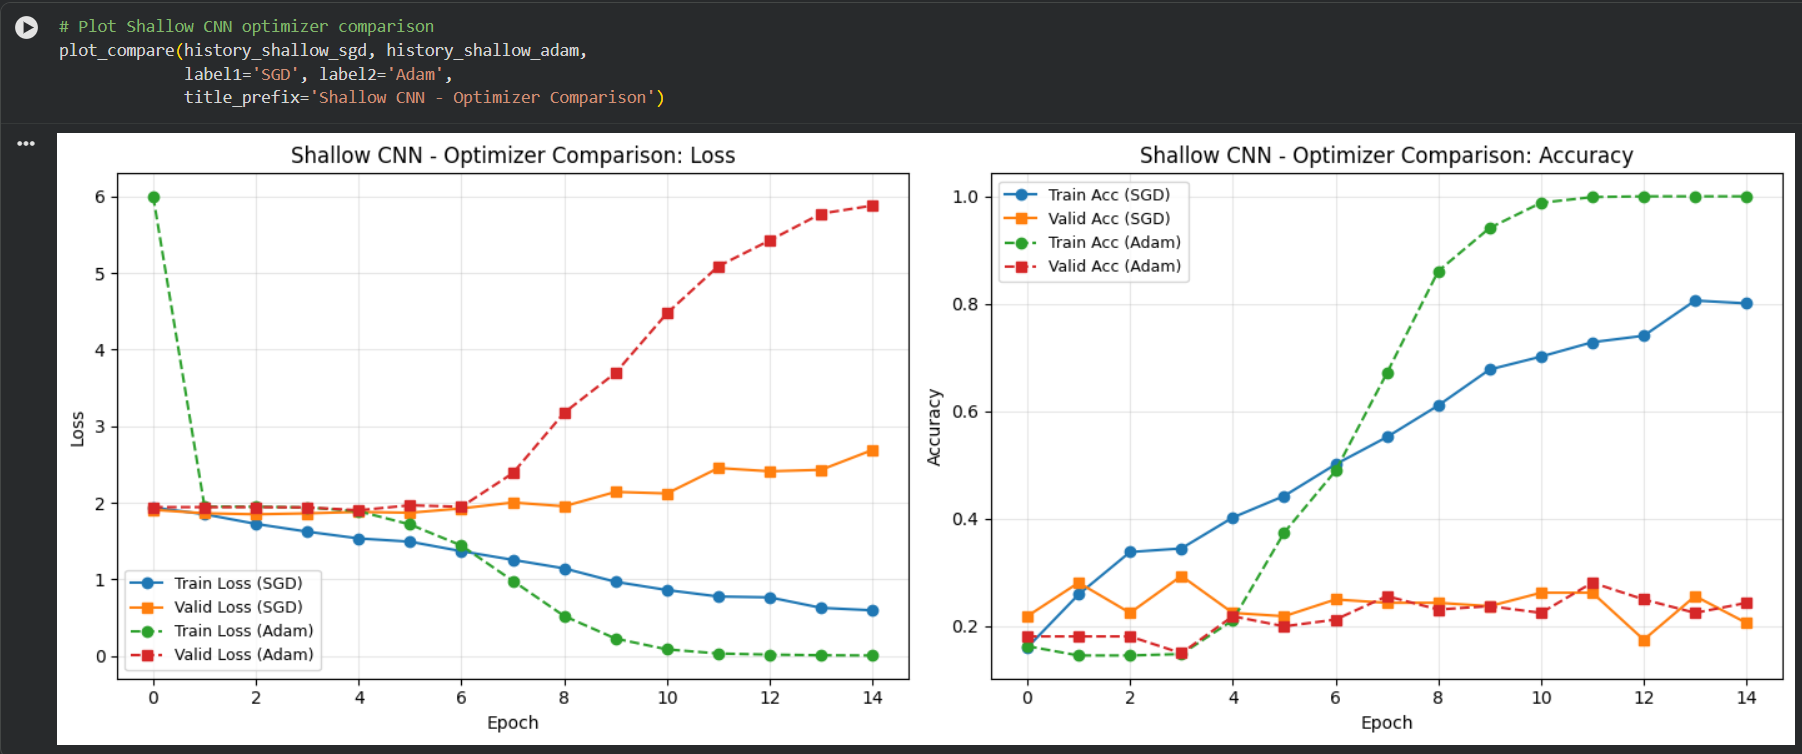 # Plot Shallow CNN optimizer comparison
plot_compare(history_shallow_sgd, history_shallow_adam,
label1='SGD', label2='Adam',
title_prefix='Shallow CNN - Optimizer Comparison')
Shallow CNN - Optimizer Comparison: Loss
6
5
4
3
2
1
0
Loss
Train Loss (SGD)
Valid Loss (SGD)
Train Loss (Adam)
Valid Loss (Adam)
0 2 4 6 8 10 12 14
Epoch
Shallow CNN - Optimizer Comparison: Accuracy
1.0
0.8
0.6
0.4
0.2
Accuracy
Train Acc (SGD)
Valid Acc (SGD)
Train Acc (Adam)
Valid Acc (Adam)
0 2 4 6 8 10 12 14
Epoch